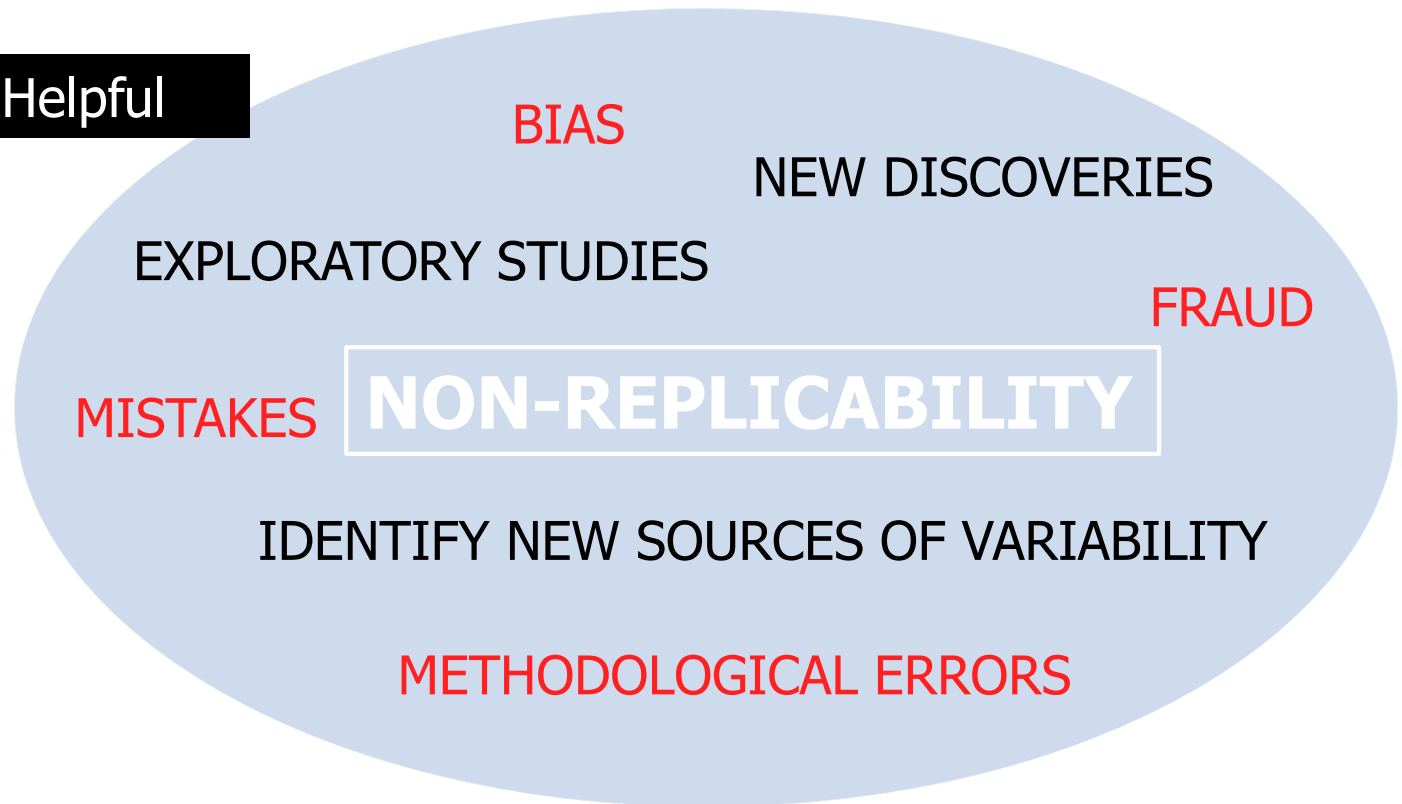 Helpful
BIAS
NEW DISCOVERIES
EXPLORATORY STUDIES
FRAUD
MISTAKES
NON-REPLICABILITY
IDENTIFY NEW SOURCES OF VARIABILITY
METHODOLOGICAL ERRORS